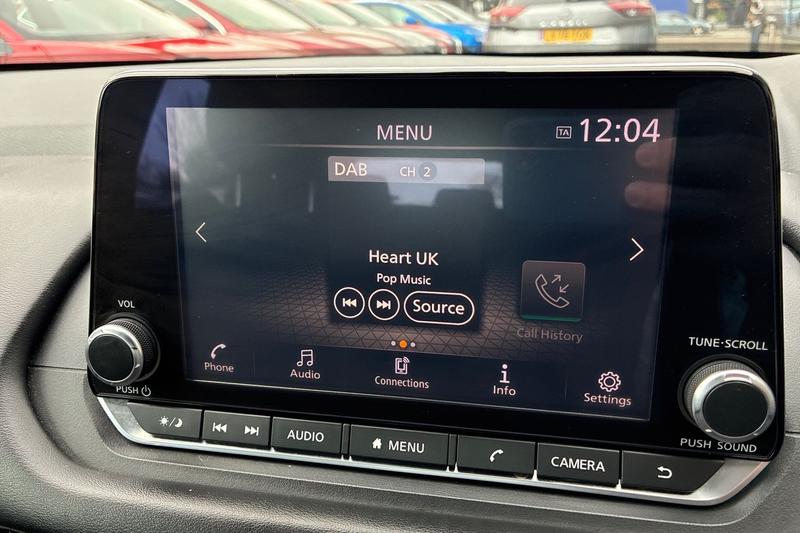 MENU
TA 12:04
DAB CH 2
Heart UK
Pop Music
Source
Call History
Phone
Audio
Connections
Info
Settings
VOL
PUSH
TUNE·SCROLL
PUSH SOUND
AUDIO
MENU
CAMERA